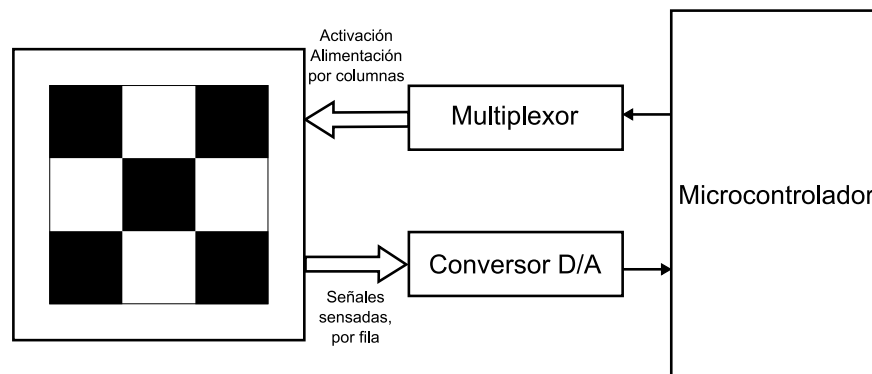 Activación
Alimentación
por columnas
Multiplexor
Microcontrolador
Conversor D/A
Señales
sensadas,
por fila